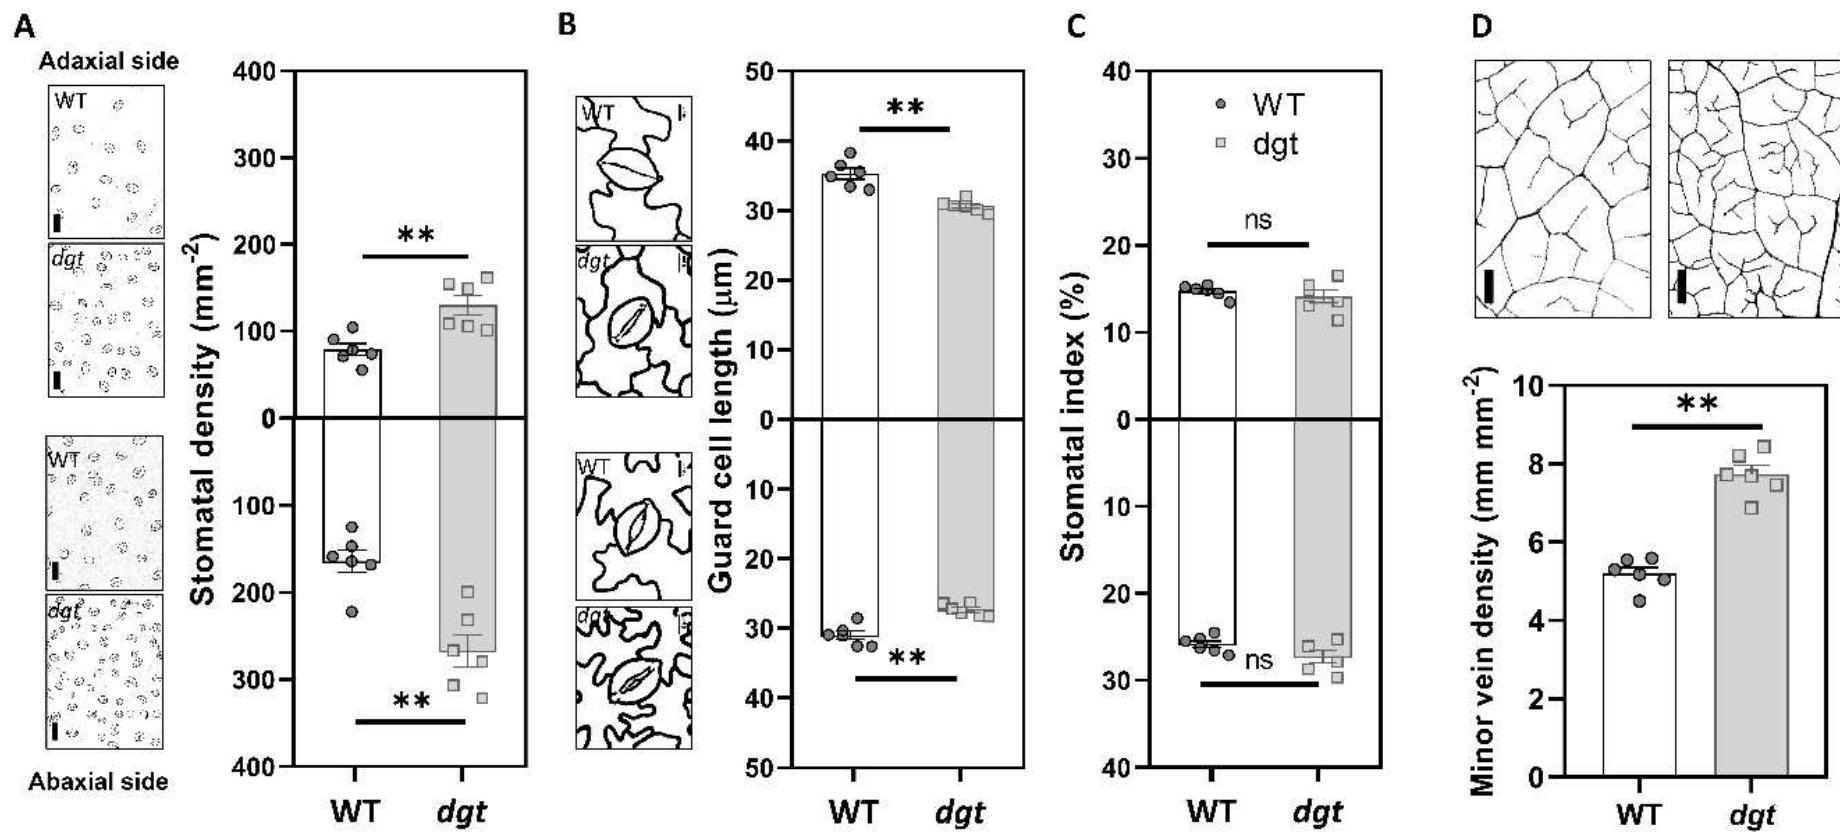 A
Adaxial side
WT
dgt
WT
dgt
Abaxial side
Stomatal density (mm-2)
400
300
200
100
0
100
200
300
400
**
**
WT
dgt
B
WT
dgt
WT
dgt
Guard cell length (μm)
50
40
30
20
10
0
10
20
30
40
50
**
**
WT
dgt
C
Stomatal index (%)
40
30
20
10
0
10
20
30
40
WT
dgt
ns
ns
WT
dgt
D
Minor vein density (mm mm-2)
10
8
6
4
2
0
**
WT
dgt